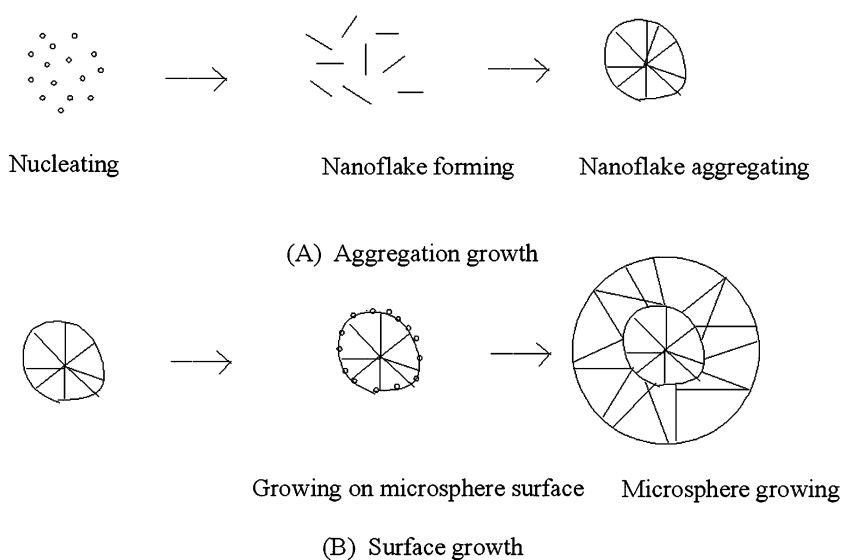 Nucleating
Nanoflake forming
Nanoflake aggregating
(A) Aggregation growth
Growing on microsphere surface
Microsphere growing
(B) Surface growth